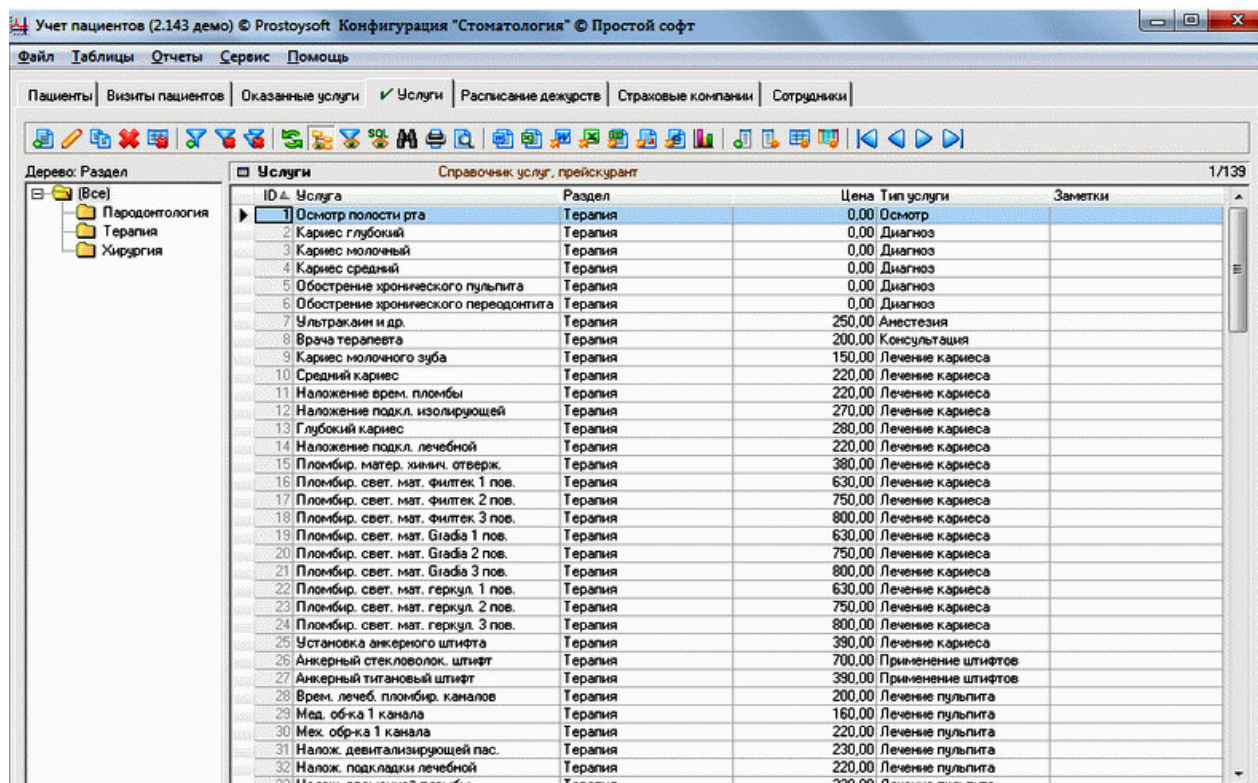 Учет пациентов (2.143 демо) © Prostoysoft Конфигурация "Стоматология" © Простой софт
Файл Таблицы Отчеты Сервис Помощь
Пациенты Визиты пациентов Оказанные услуги Услуги Расписание дежурств Страховые компании Сотрудники
SQL
Дерево: Раздел
(Все)
Пародонтология
Терапия
Хирургия
Услуги Справочник услуг, прейскурант 1/139
ID Услуга Раздел Цена Тип услуги Заметки
1 Осмотр полости рта Терапия 0,00 Осмотр
2 Кариес глубокий Терапия 0,00 Диагноз
3 Кариес молочный Терапия 0,00 Диагноз
4 Кариес средний Терапия 0,00 Диагноз
5 Обострение хронического пульпита Терапия 0,00 Диагноз
6 Обострение хронического переодонтита Терапия 0,00 Диагноз
7 Ультракаин и др. Терапия 250,00 Анестезия
8 Врача терапевта Терапия 200,00 Консультация
9 Кариес молочного зуба Терапия 150,00 Лечение кариеса
10 Средний кариес Терапия 220,00 Лечение кариеса
11 Наложение врем. пломбы Терапия 220,00 Лечение кариеса
12 Наложение подкл. изолирующей Терапия 270,00 Лечение кариеса
13 Глубокий кариес Терапия 280,00 Лечение кариеса
14 Наложение подкл. лечебной Терапия 220,00 Лечение кариеса
15 Пломбир. матер. химич. отверж. Терапия 380,00 Лечение кариеса
16 Пломбир. свет. мат. филтек 1 пов. Терапия 630,00 Лечение кариеса
17 Пломбир. свет. мат. филтек 2 пов. Терапия 750,00 Лечение кариеса
18 Пломбир. свет. мат. филтек 3 пов. Терапия 800,00 Лечение кариеса
19 Пломбир. свет. мат. Gradia 1 пов. Терапия 630,00 Лечение кариеса
20 Пломбир. свет. мат. Gradia 2 пов. Терапия 750,00 Лечение кариеса
21 Пломбир. свет. мат. Gradia 3 пов. Терапия 800,00 Лечение кариеса
22 Пломбир. свет. мат. геркул. 1 пов. Терапия 630,00 Лечение кариеса
23 Пломбир. свет. мат. геркул. 2 пов. Терапия 750,00 Лечение кариеса
24 Пломбир. свет. мат. геркул. 3 пов. Терапия 800,00 Лечение кариеса
25 Установка анкерного штифта Терапия 390,00 Лечение кариеса
26 Анкерный стекловолок. штифт Терапия 700,00 Применение штифтов
27 Анкерный титановый штифт Терапия 390,00 Применение штифтов
28 Врем. лечеб. пломбир. каналов Терапия 200,00 Лечение пульпита
29 Мед. об-ка 1 канала Терапия 160,00 Лечение пульпита
30 Мех. обр-ка 1 канала Терапия 220,00 Лечение пульпита
31 Налож. девитализирующей пас. Терапия 230,00 Лечение пульпита
32 Налож. подкладки лечебной Терапия 220,00 Лечение пульпита